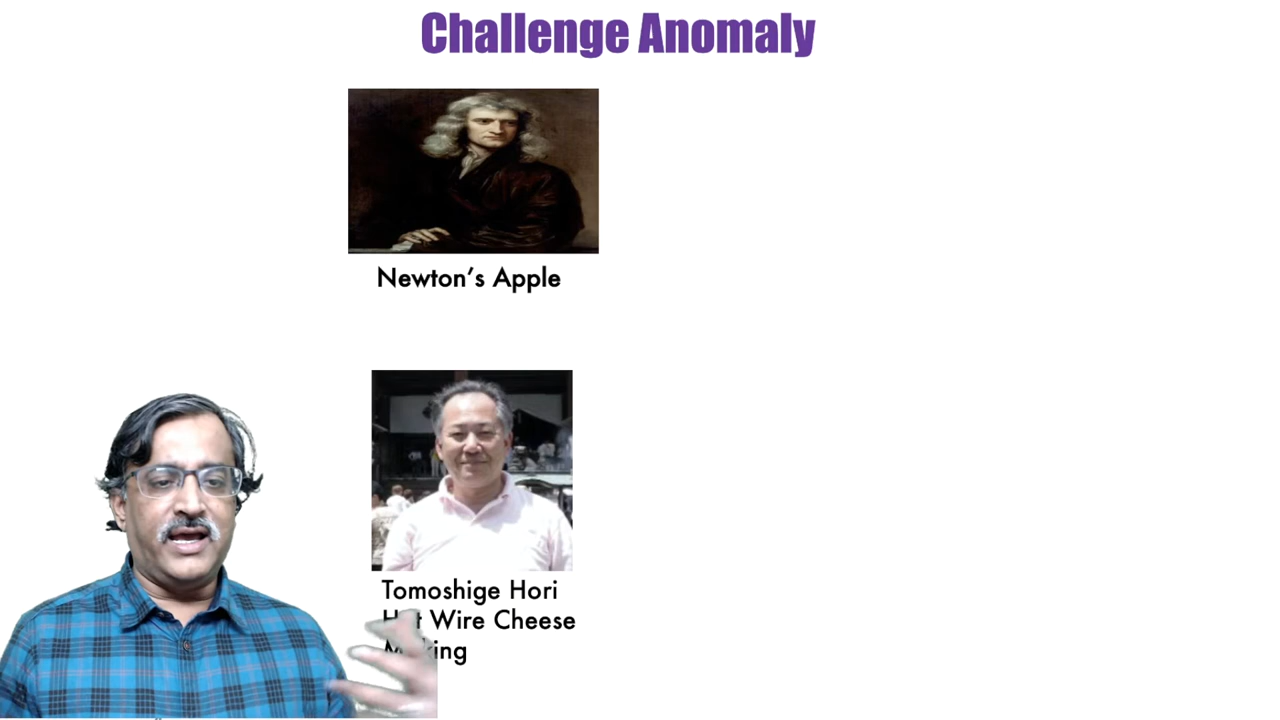 Challenge Anomaly
Newton's Apple
Tomoshige Hori
Wire Cheese